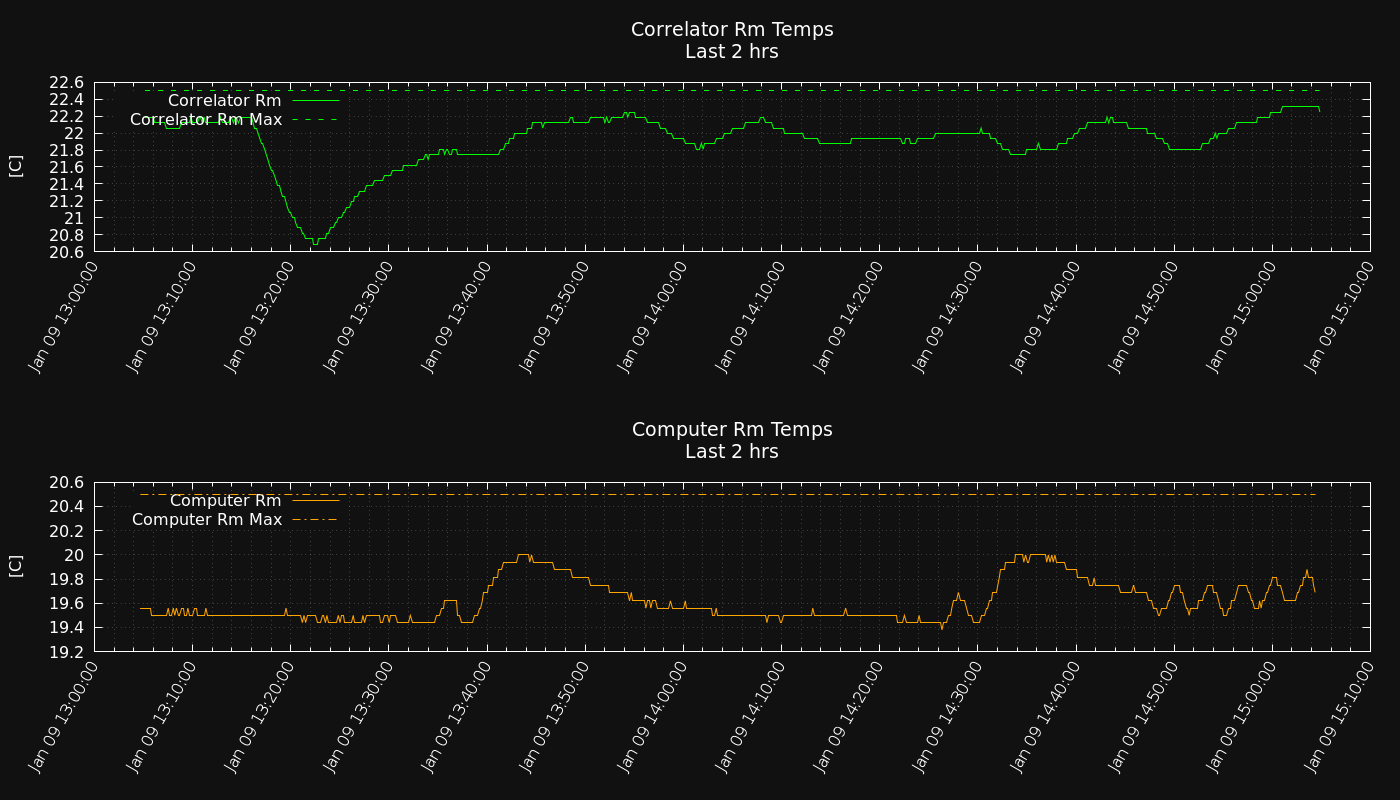 Correlator Rm Temps
Last 2 hrs
22.6
22.4
22.2
22
21.8
21.6
21.4
21.2
21
20.8
20.6
[C]
Correlator Rm
Correlator Rm Max
Jan 09 13:00:00
Jan 09 13:10:00
Jan 09 13:20:00
Jan 09 13:30:00
Jan 09 13:40:00
Jan 09 13:50:00
Jan 09 14:00:00
Jan 09 14:10:00
Jan 09 14:20:00
Jan 09 14:30:00
Jan 09 14:40:00
Jan 09 14:50:00
Jan 09 15:00:00
Jan 09 15:10:00
Computer Rm Temps
Last 2 hrs
20.6
20.4
20.2
20
19.8
19.6
19.4
19.2
[C]
Computer Rm
Computer Rm Max
Jan 09 13:00:00
Jan 09 13:10:00
Jan 09 13:20:00
Jan 09 13:30:00
Jan 09 13:40:00
Jan 09 13:50:00
Jan 09 14:00:00
Jan 09 14:10:00
Jan 09 14:20:00
Jan 09 14:30:00
Jan 09 14:40:00
Jan 09 14:50:00
Jan 09 15:00:00
Jan 09 15:10:00